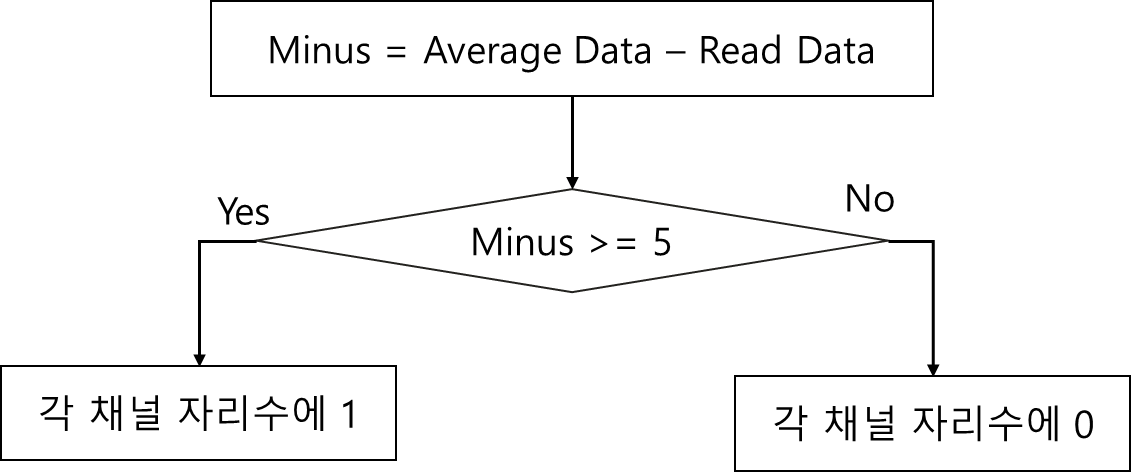 Minus = Average Data – Read Data
Yes
No
Minus >= 5
각 채널 자리수에 1
각 채널 자리수에 0